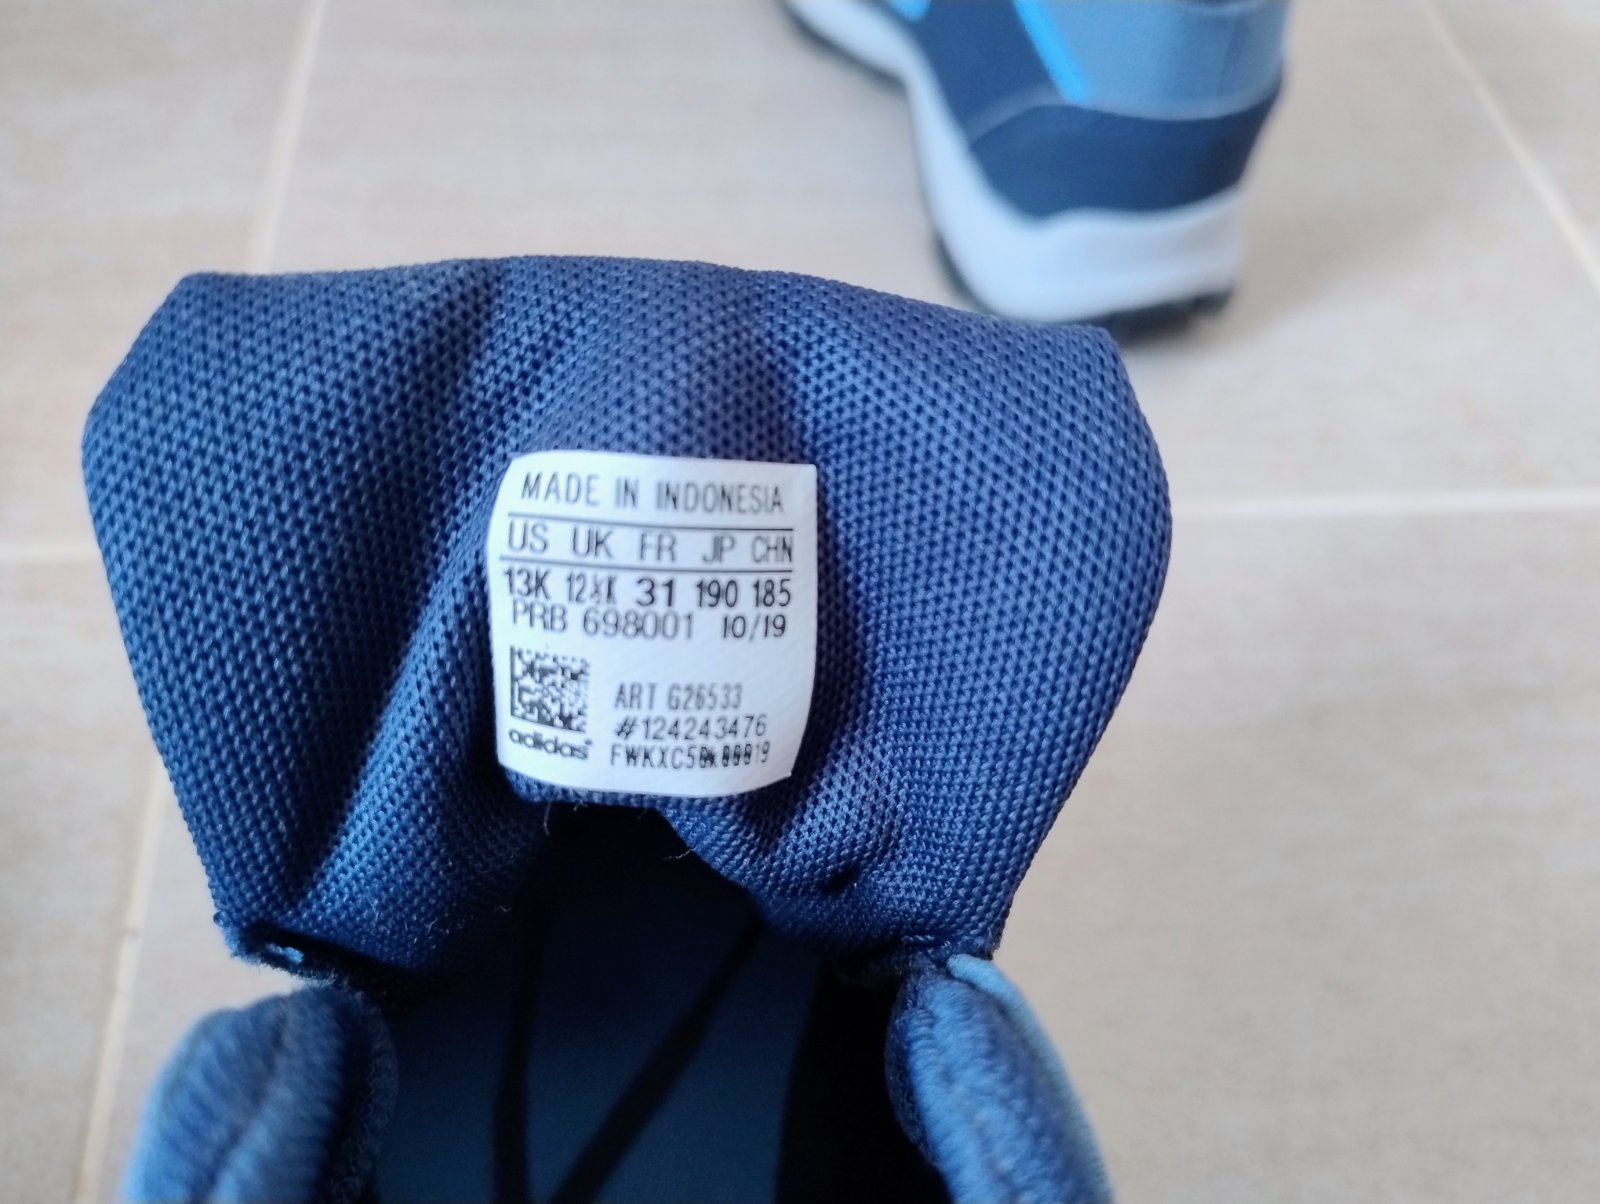 MADE IN INDONESIA
US UK FR JP CHN
13K 12½K 31 190 185
PRB 698001 10/19
ART G26533
#124243476
adidas